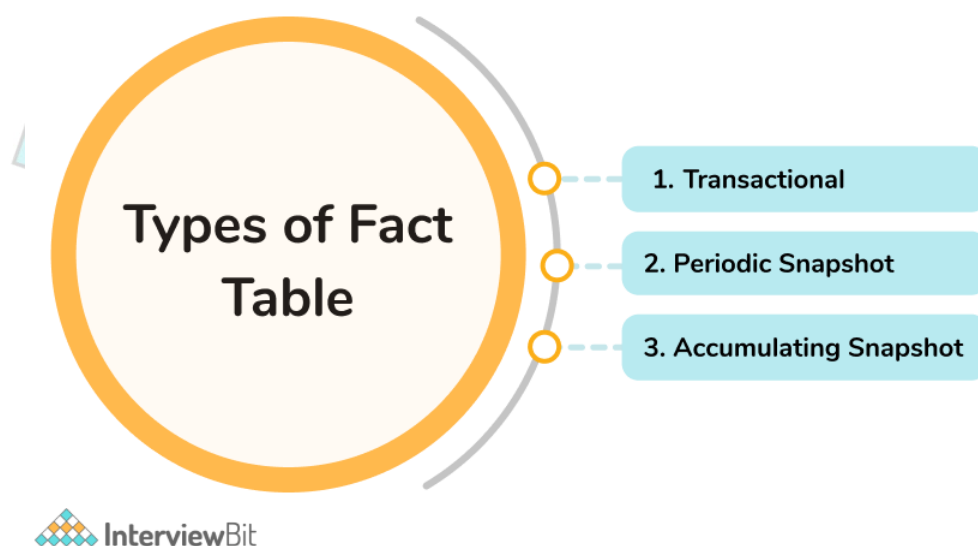 Types of Fact
Table
1. Transactional
2. Periodic Snapshot
3. Accumulating Snapshot
InterviewBit